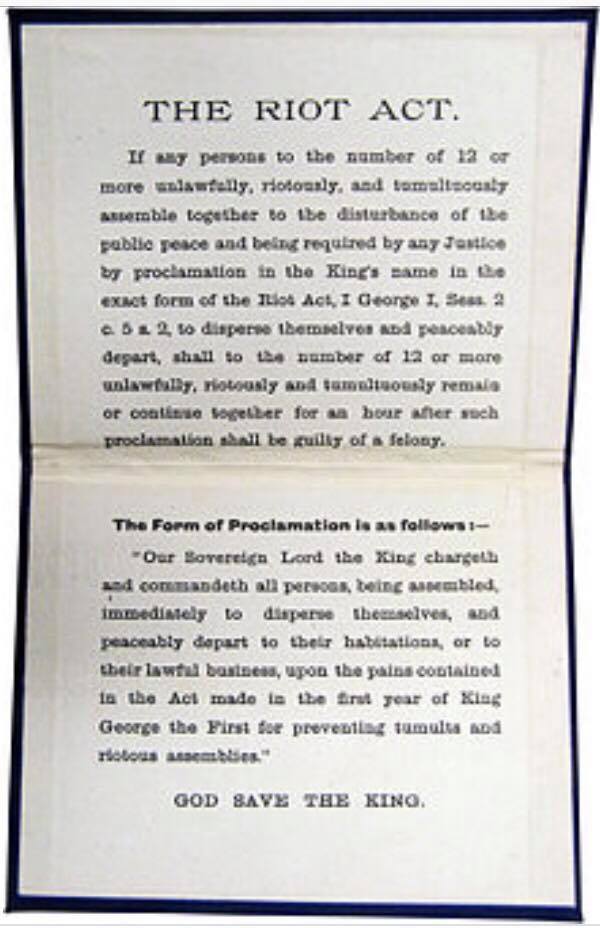 THE RIOT ACT.
If any persons to the number of 12 or
more unlawfully, riotously, and tumultuously
assemble together to the disturbance of the
public peace and being required by any Justice
by proclamation in the King's name in the
exact form of the Riot Act, I George I, Sess. 2
c. 5 s. 2, to disperse themselves and peaceably
depart, shall to the number of 12 or more
unlawfully, riotously and tumultuously remain
or continue together for an hour after such
proclamation shall be guilty of a felony.
The Form of Proclamation is as follows:—
"Our Sovereign Lord the King chargeth
and commandeth all persons, being assembled,
immediately to disperse themselves, and
peaceably depart to their habitations, or to
their lawful business, upon the pains contained
in the Act made in the first year of King
George the First for preventing tumults and
riotous assemblies."
GOD SAVE THE KING.